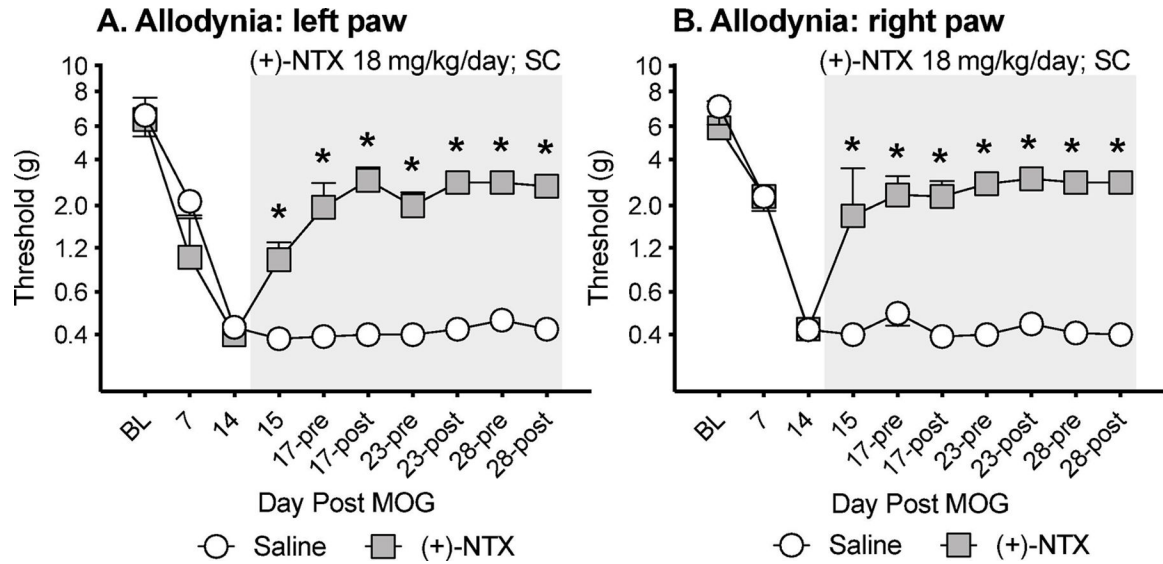 A. Allodynia: left paw
(+)-NTX 18 mg/kg/day; SC
Threshold (g)
10
8
6
4
2.0
1.2
0.6
0.4
* * * * * * *
BL 7 14 15 17-pre 17-post 23-pre 23-post 28-pre 28-post
Day Post MOG
Saline (+)-NTX
B. Allodynia: right paw
(+)-NTX 18 mg/kg/day; SC
Threshold (g)
10
8
6
4
2.0
1.2
0.6
0.4
* * * * * * *
BL 7 14 15 17-pre 17-post 23-pre 23-post 28-pre 28-post
Day Post MOG
Saline (+)-NTX